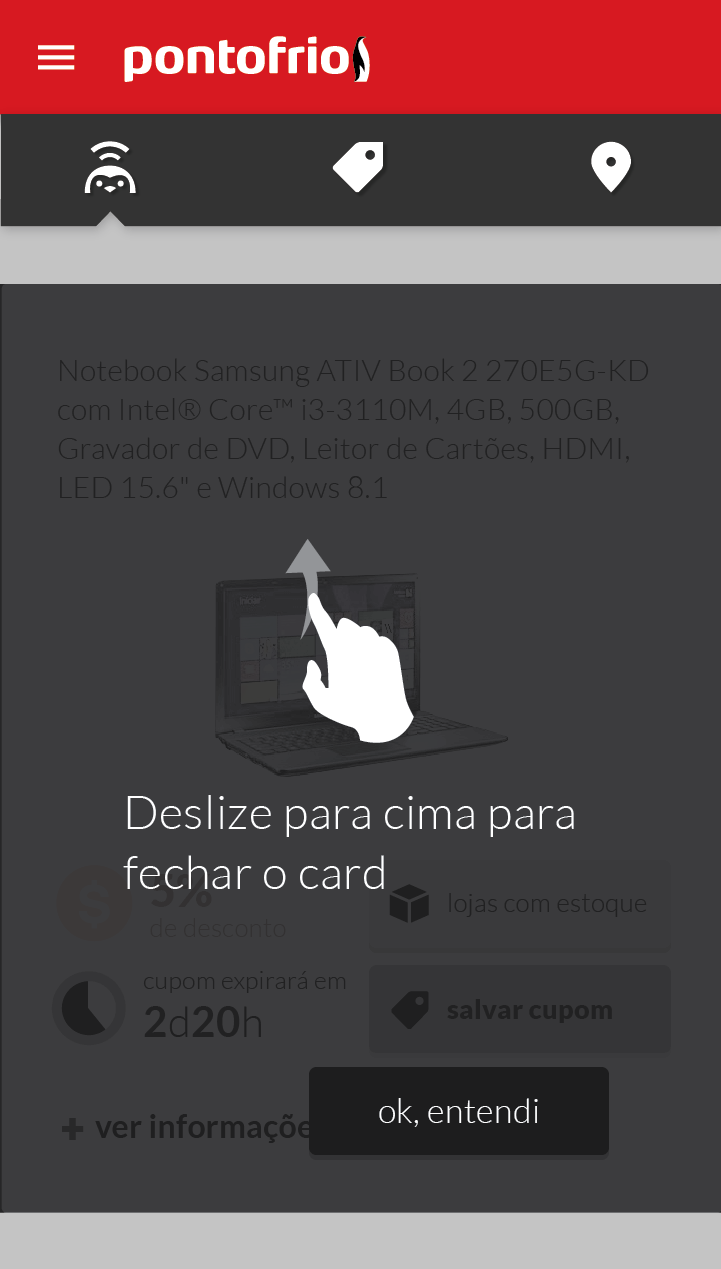 pontofrio
Notebook Samsung ATIV Book 2 270E5G-KD
com Intel® Core™ i3-3110M, 4GB, 500GB,
Gravador de DVD, Leitor de Cartões, HDMI,
LED 15.6" e Windows 8.1
Iniciar
Deslize para cima para
fechar o card
$
5%
de desconto
lojas com estoque
cupom expirará em
2d20h
salvar cupom
+ ver informaçõe
ok, entendi